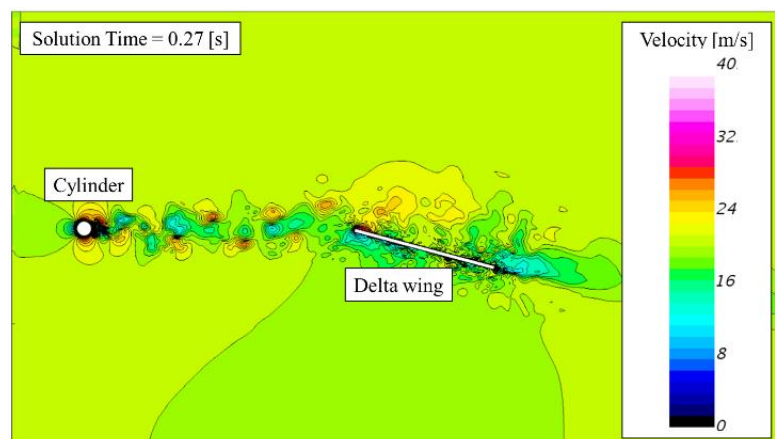 Solution Time = 0.27 [s]
Velocity [m/s]
40
32
24
16
8
0
Cylinder
Delta wing